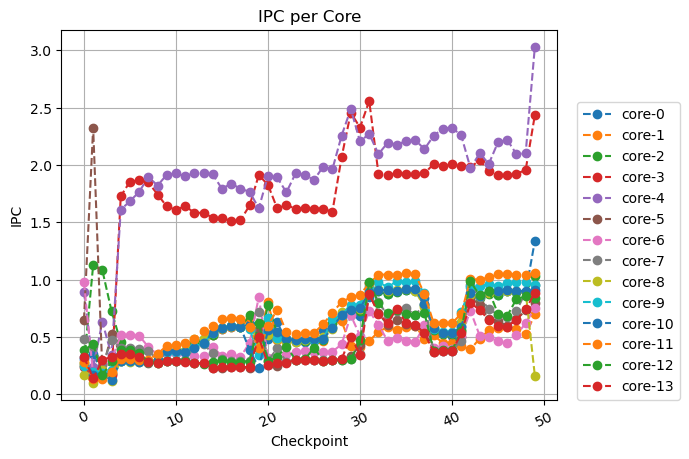 IPC per Core
3.0
2.5
2.0
1.5
1.0
0.5
0.0
IPC
0
10
20
30
40
50
Checkpoint
core-0
core-1
core-2
core-3
core-4
core-5
core-6
core-7
core-8
core-9
core-10
core-11
core-12
core-13